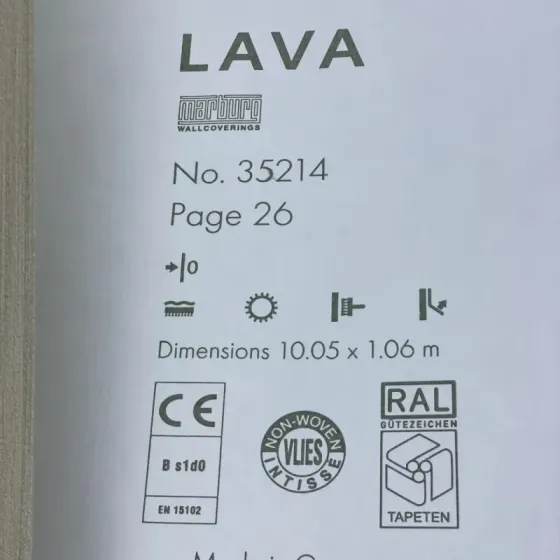 LAVA
marburg
WALLCOVERINGS
No. 35214
Page 26
0
Dimensions 10.05 x 1.06 m
CE
B s1d0
EN 15102
NON-WOVEN
VLIES
INTISSE
RAL
GÜTEZEICHEN
TAPETEN